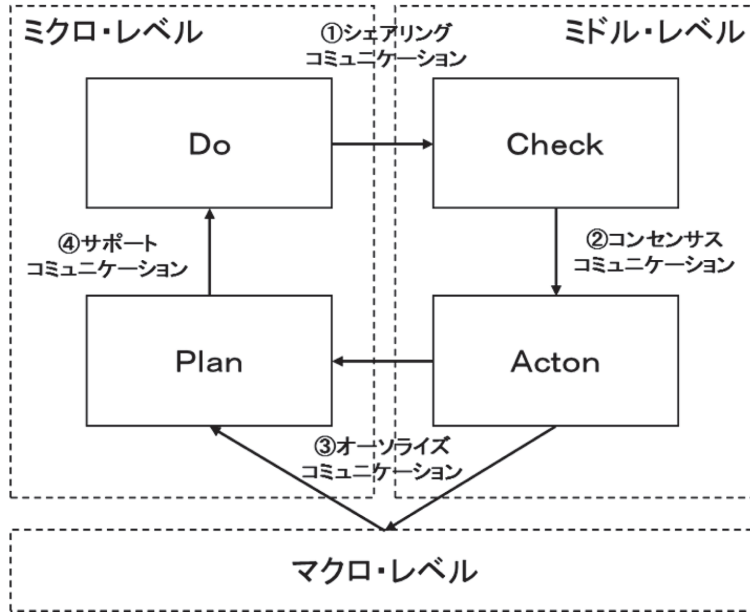 ミクロ・レベル
①シェアリング
コミュニケーション
ミドル・レベル
Do
Check
④サポート
コミュニケーション
②コンセンサス
コミュニケーション
Plan
Acton
③オーソライズ
コミュニケーション
マクロ・レベル